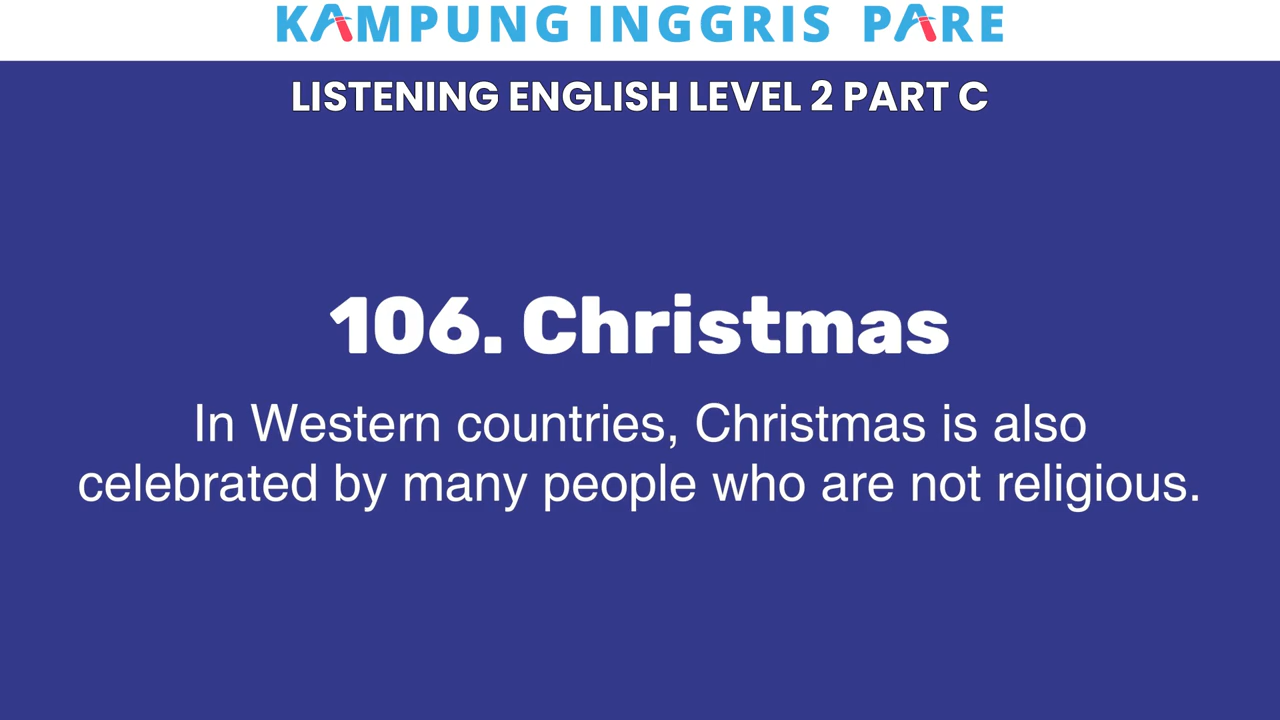 KAMPUNG INGGRIS PARE
LISTENING ENGLISH LEVEL 2 PART C
106. Christmas
In Western countries, Christmas is also
celebrated by many people who are not religious.